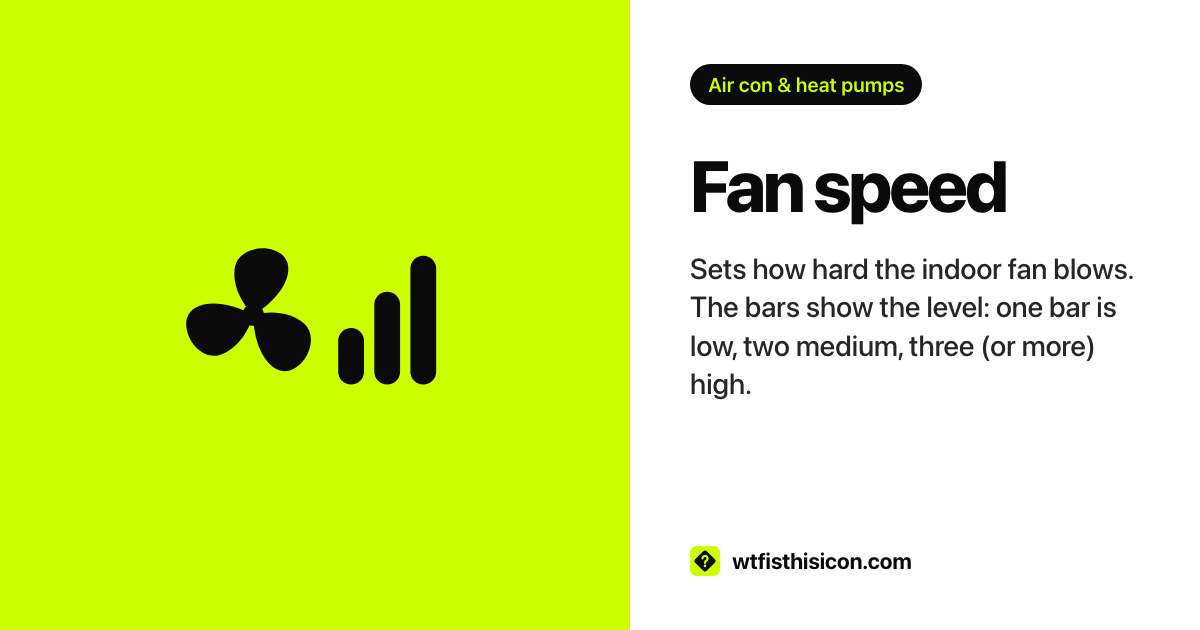 Air con & heat pumps
Fan speed
Sets how hard the indoor fan blows.
The bars show the level: one bar is
low, two medium, three (or more)
high.
?
wtfisthisicon.com